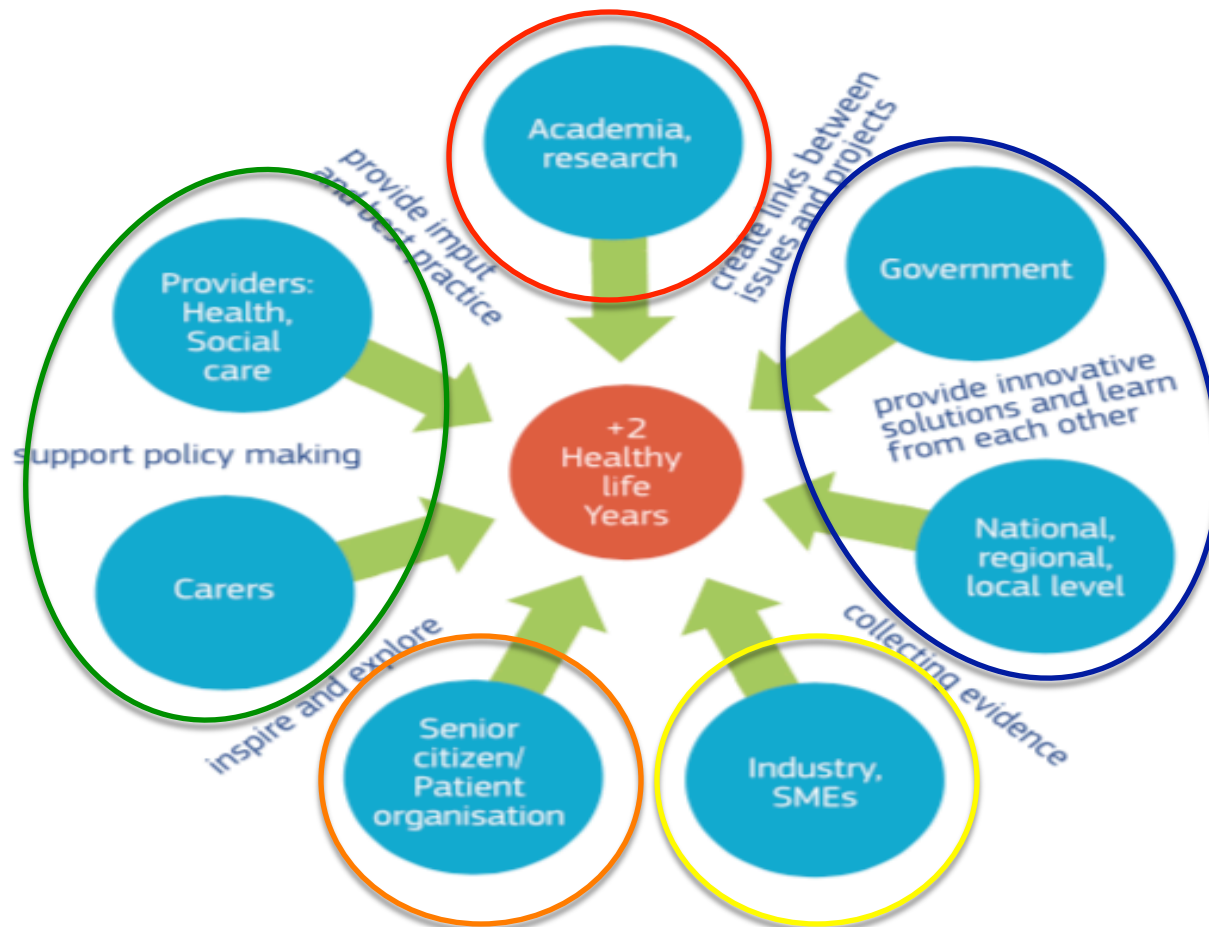 Academia,
research
provide imput
and best practice
create links between
issues and projects
Providers:
Health,
Social
care
Government
support policy making
+2
Healthy
life
Years
provide innovative
solutions and learn
from each other
Carers
National,
regional,
local level
inspire and explore
collecting evidence
Senior
citizen/
Patient
organisation
Industry,
SMEs